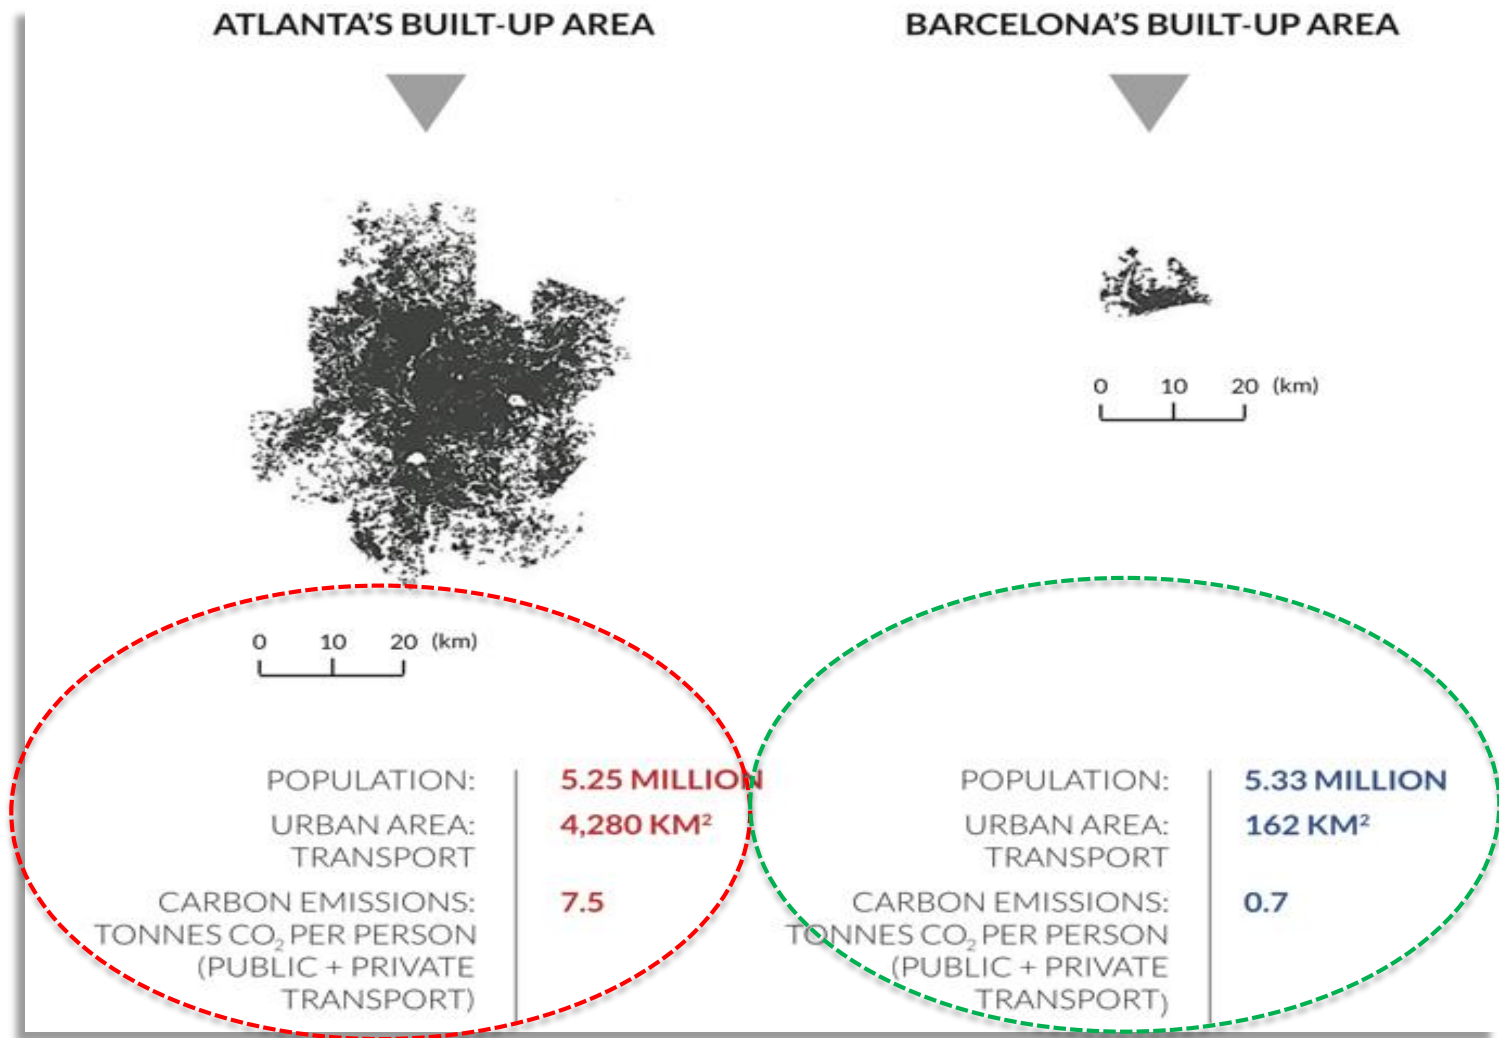 ATLANTA'S BUILT-UP AREA
BARCELONA'S BUILT-UP AREA
0 10 20 (km)
0 10 20 (km)
POPULATION: 5.25 MILLION
URBAN AREA: 4,280 KM²
TRANSPORT
CARBON EMISSIONS: 7.5
TONNES CO₂ PER PERSON
(PUBLIC + PRIVATE
TRANSPORT)
POPULATION: 5.33 MILLION
URBAN AREA: 162 KM²
TRANSPORT
CARBON EMISSIONS: 0.7
TONNES CO₂ PER PERSON
(PUBLIC + PRIVATE
TRANSPORT)